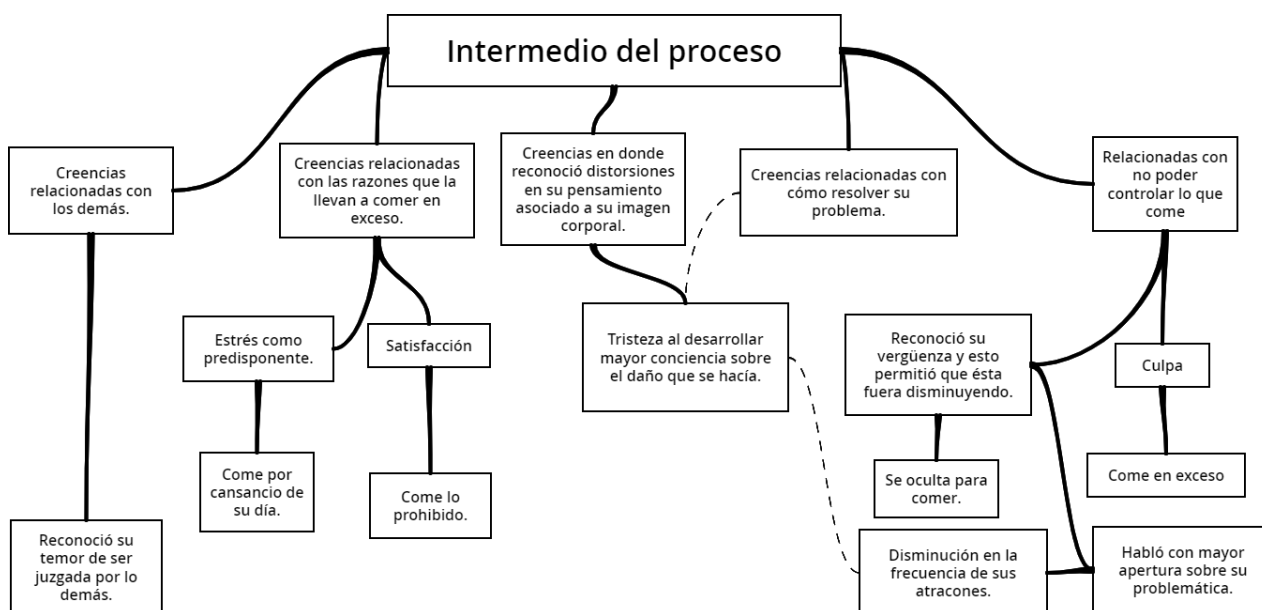 Intermedio del proceso
Creencias
relacionadas con
los demás.
Creencias relacionadas
con las razones que la
llevan a comer en
exceso.
Creencias en donde
reconoció distorsiones
en su pensamiento
asociado a su imagen
corporal.
Creencias relacionadas con
cómo resolver su
problema.
Relacionadas con
no poder
controlar lo que
come
Estrés como
predisponente.
Satisfacción
Tristeza al desarrollar
mayor conciencia sobre
el daño que se hacía.
Reconoció su
vergüenza y esto
permitió que ésta
fuera disminuyendo.
Culpa
Come por
cansancio de
su día.
Come lo
prohibido.
Se oculta para
comer.
Come en exceso
Reconoció su
temor de ser
juzgada por lo
demás.
Disminución en la
frecuencia de sus
atracones.
Habló con mayor
apertura sobre su
problemática.